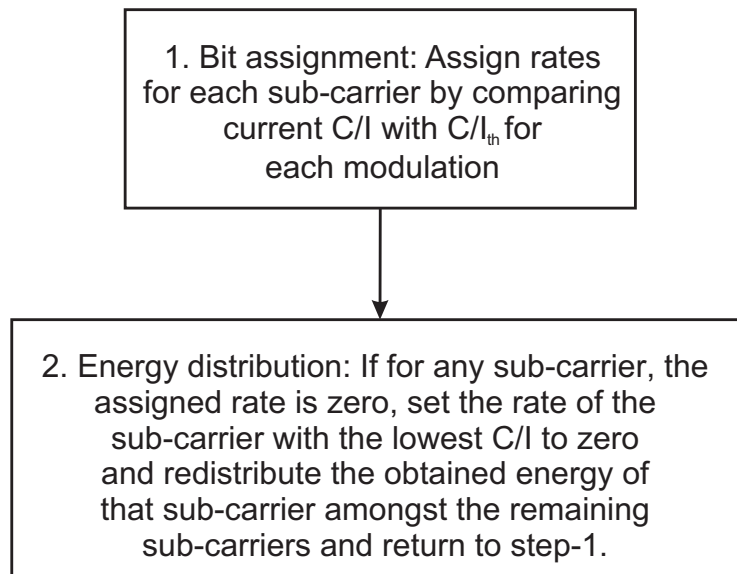 1. Bit assignment: Assign rates
for each sub-carrier by comparing
current C/I with C/Ith for
each modulation
2. Energy distribution: If for any sub-carrier, the
assigned rate is zero, set the rate of the
sub-carrier with the lowest C/I to zero
and redistribute the obtained energy of
that sub-carrier amongst the remaining
sub-carriers and return to step-1.